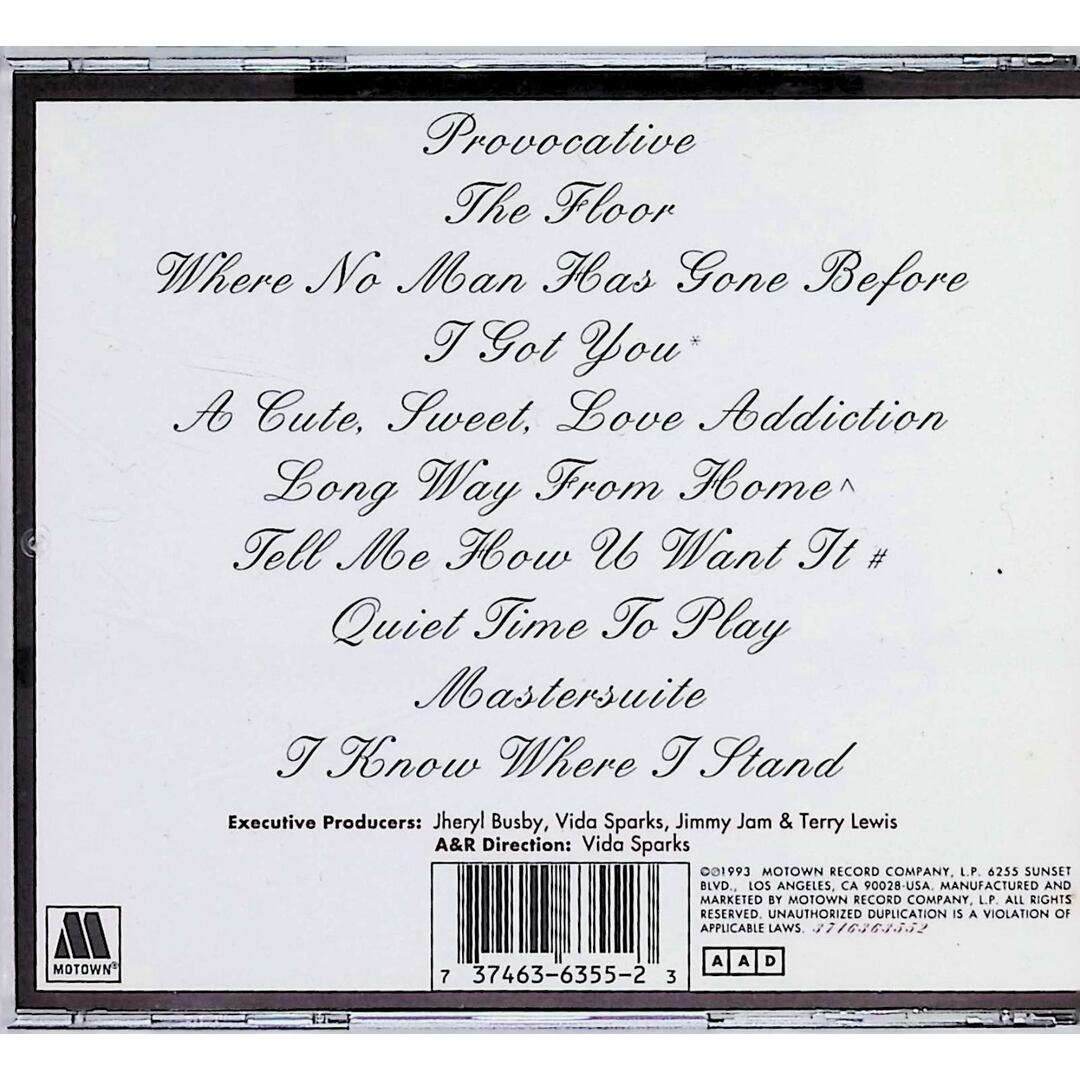 Provocative
The Floor
Where No Man Has Gone Before
I Got You*
A Cute, Sweet, Love Addiction
Long Way From Home^
Tell Me How U Want It #
Quiet Time To Play
Mastersuite
I Know Where I Stand
Executive Producers: Jheryl Busby, Vida Sparks, Jimmy Jam & Terry Lewis
A&R Direction: Vida Sparks
©℗1993 MOTOWN RECORD COMPANY, L.P. 6255 SUNSET
BLVD., LOS ANGELES, CA 90028-USA. MANUFACTURED AND
MARKETED BY MOTOWN RECORD COMPANY, L.P. ALL RIGHTS
RESERVED. UNAUTHORIZED DUPLICATION IS A VIOLATION OF
APPLICABLE LAWS. 3746363552
AAD
MOTOWN®
7 37463-6355-2 3